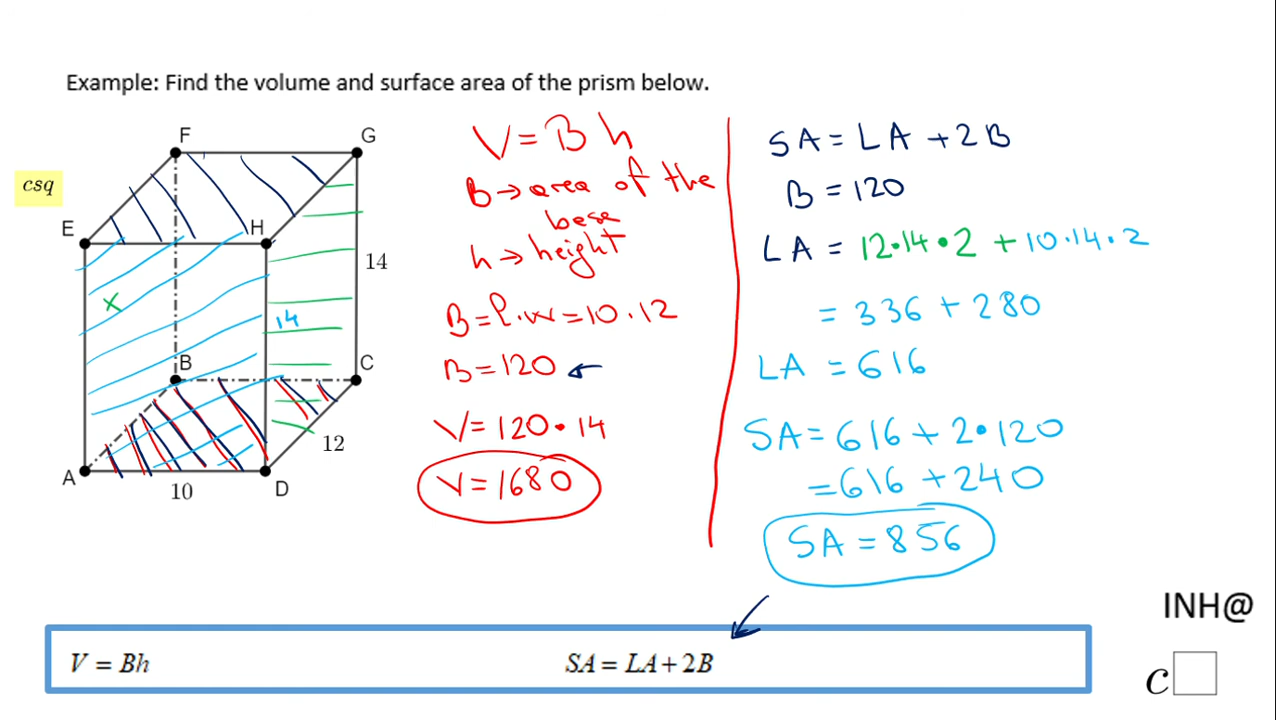 Example: Find the volume and surface area of the prism below.
csq
F
G
E
H
14
x
14
B
C
12
A
10
D
V = B h
B → area of the
base
h → height
B = l · w = 10 · 12
B = 120 ←
V = 120 · 14
V = 1680
SA = LA + 2B
B = 120
LA = 12 · 14 · 2 + 10 · 14 · 2
= 336 + 280
LA = 616
SA = 616 + 2 · 120
= 616 + 240
SA = 856
INH@
V = Bh
SA = LA + 2B
c